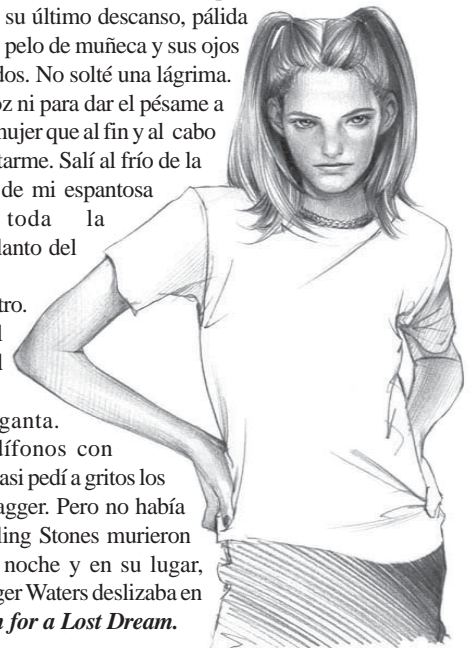 su último descanso, pálida
pelo de muñeca y sus ojos
dos. No solté una lágrima.
oz ni para dar el pésame a
mujer que al fin y al cabo
tarme. Salí al frío de la
de mi espantosa
toda la
lanto del
tro.
l
l
ganta.
dífonos con
asi pedí a gritos los
agger. Pero no había
ling Stones murieron
noche y en su lugar,
ger Waters deslizaba en
n for a Lost Dream.